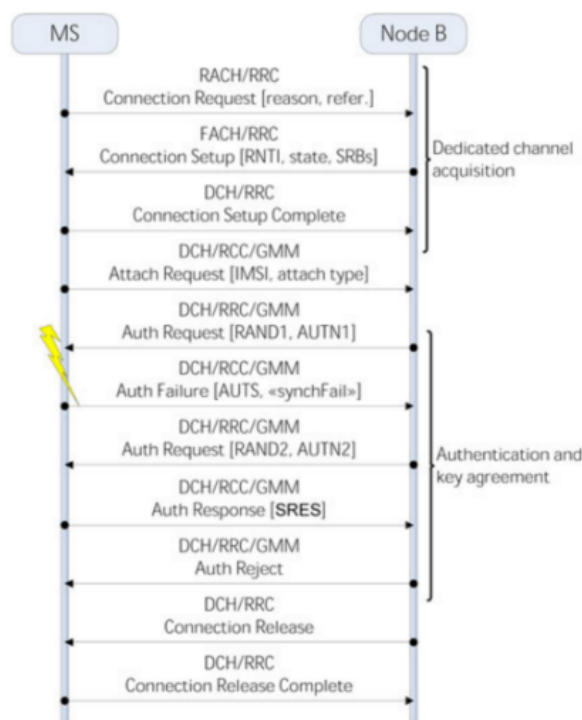 MS
Node B
RACH/RRC
Connection Request [reason, refer.]
FACH/RRC
Connection Setup [RNTI, state, SRBs]
DCH/RRC
Connection Setup Complete
Dedicated channel
acquisition
DCH/RCC/GMM
Attach Request [IMSI, attach type]
DCH/RRC/GMM
Auth Request [RAND1, AUTN1]
DCH/RCC/GMM
Auth Failure [AUTS, «synchFail»]
DCH/RRC/GMM
Auth Request [RAND2, AUTN2]
DCH/RCC/GMM
Auth Response [SRES]
DCH/RRC/GMM
Auth Reject
Authentication and
key agreement
DCH/RRC
Connection Release
DCH/RRC
Connection Release Complete